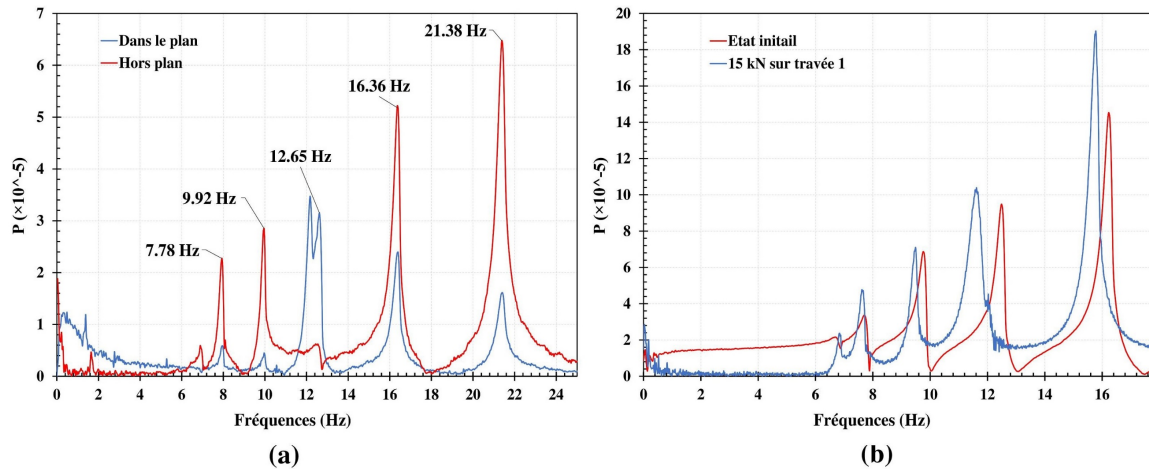 7
6
5
4
3
2
1
0
P (×10^-5)
Dans le plan
Hors plan
7.78 Hz
9.92 Hz
12.65 Hz
16.36 Hz
21.38 Hz
0 2 4 6 8 10 12 14 16 18 20 22 24
Fréquences (Hz)
(a)
20
18
16
14
12
10
8
6
4
2
0
P (×10^-5)
Etat initail
15 kN sur travée 1
0 2 4 6 8 10 12 14 16
Fréquences (Hz)
(b)